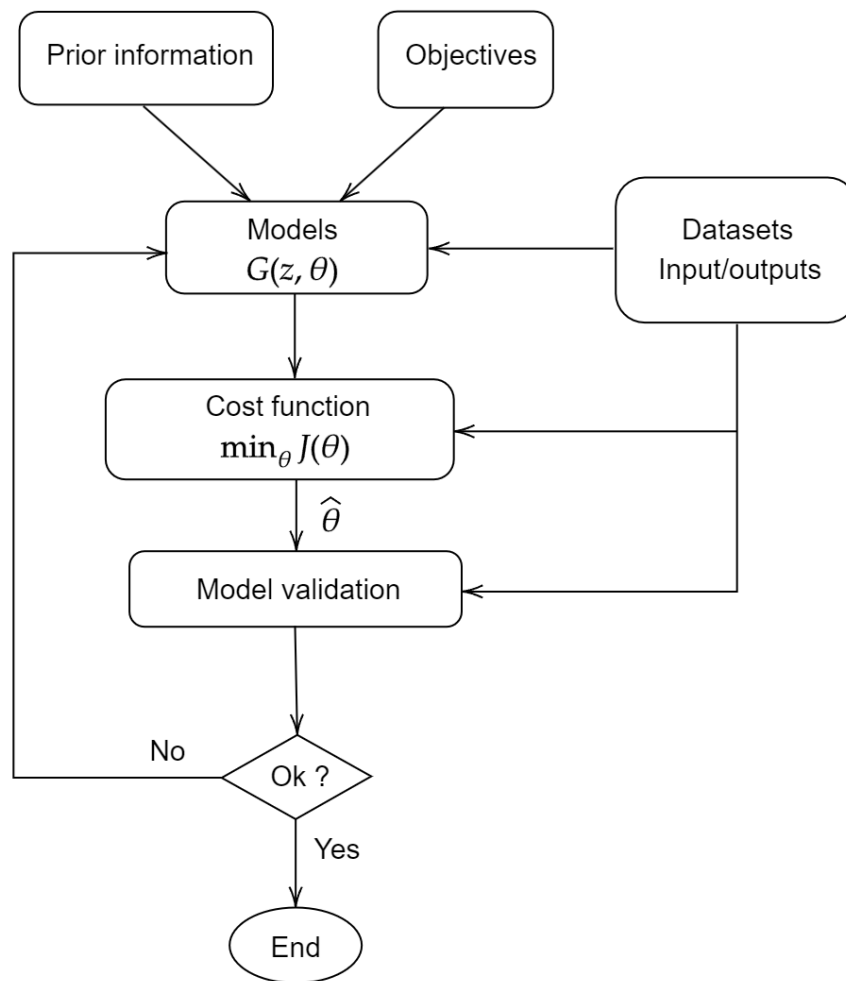 Prior information
Objectives
Models
G(z, θ)
Datasets
Input/outputs
Cost function
min_θ J(θ)
θ̂
Model validation
No
Ok ?
Yes
End